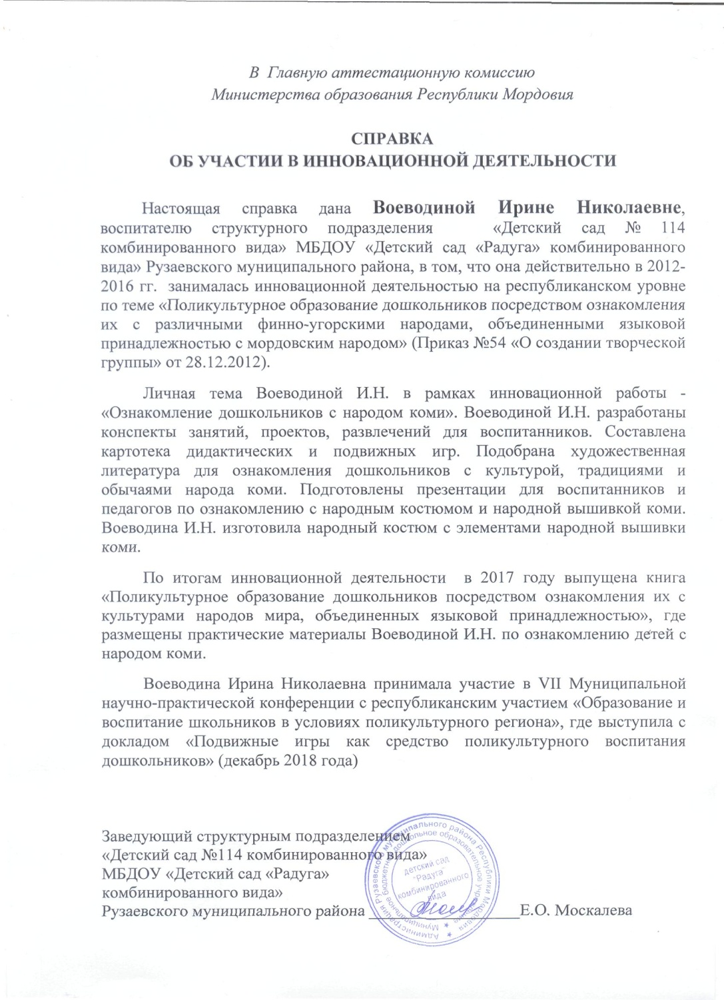 В Главную аттестационную комиссию
Министерства образования Республики Мордовия
СПРАВКА
ОБ УЧАСТИИ В ИННОВАЦИОННОЙ ДЕЯТЕЛЬНОСТИ
Настоящая справка дана Воеводиной Ирине Николаевне,
воспитателю структурного подразделения «Детский сад № 114
комбинированного вида» МБДОУ «Детский сад «Радуга» комбинированного
вида» Рузаевского муниципального района, в том, что она действительно в 2012-
2016 гг. занималась инновационной деятельностью на республиканском уровне
по теме «Поликультурное образование дошкольников посредством ознакомления
их с различными финно-угорскими народами, объединенными языковой
принадлежностью с мордовским народом» (Приказ №54 «О создании творческой
группы» от 28.12.2012).
Личная тема Воеводиной И.Н. в рамках инновационной работы -
«Ознакомление дошкольников с народом коми». Воеводиной И.Н. разработаны
конспекты занятий, проектов, развлечений для воспитанников. Составлена
картотека дидактических и подвижных игр. Подобрана художественная
литература для ознакомления дошкольников с культурой, традициями и
обычаями народа коми. Подготовлены презентации для воспитанников и
педагогов по ознакомлению с народным костюмом и народной вышивкой коми.
Воеводина И.Н. изготовила народный костюм с элементами народной вышивки
коми.
По итогам инновационной деятельности в 2017 году выпущена книга
«Поликультурное образование дошкольников посредством ознакомления их с
культурами народов мира, объединенных языковой принадлежностью», где
размещены практические материалы Воеводиной И.Н. по ознакомлению детей с
народом коми.
Воеводина Ирина Николаевна принимала участие в VII Муниципальной
научно-практической конференции с республиканским участием «Образование и
воспитание школьников в условиях поликультурного региона», где выступила с
докладом «Подвижные игры как средство поликультурного воспитания
дошкольников» (декабрь 2018 года)
Заведующий структурным подразделением
«Детский сад №114 комбинированного вида»
МБДОУ «Детский сад «Радуга»
комбинированного вида»
Рузаевского муниципального района __________________Е.О. Москалева
Администрация Рузаевского муниципального района Республики Мордовия
Муниципальное бюджетное дошкольное образовательное учреждение
детский сад
"Радуга"
комбинированного
вида